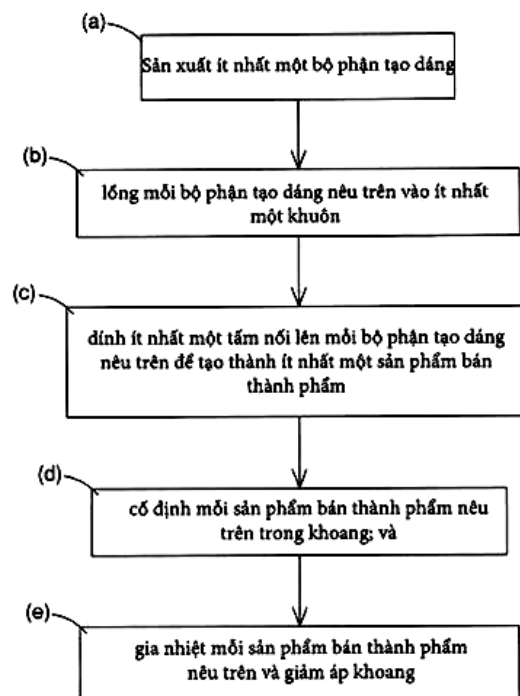 (a)
Sản xuất ít nhất một bộ phận tạo dáng
(b)
lồng mỗi bộ phận tạo dáng nêu trên vào ít nhất
một khuôn
(c)
dính ít nhất một tấm nối lên mỗi bộ phận tạo dáng
nêu trên để tạo thành ít nhất một sản phẩm bán
thành phẩm
(d)
cố định mỗi sản phẩm bán thành phẩm nêu
trên trong khoang; và
(e)
gia nhiệt mỗi sản phẩm bán thành phẩm
nêu trên và giảm áp khoang